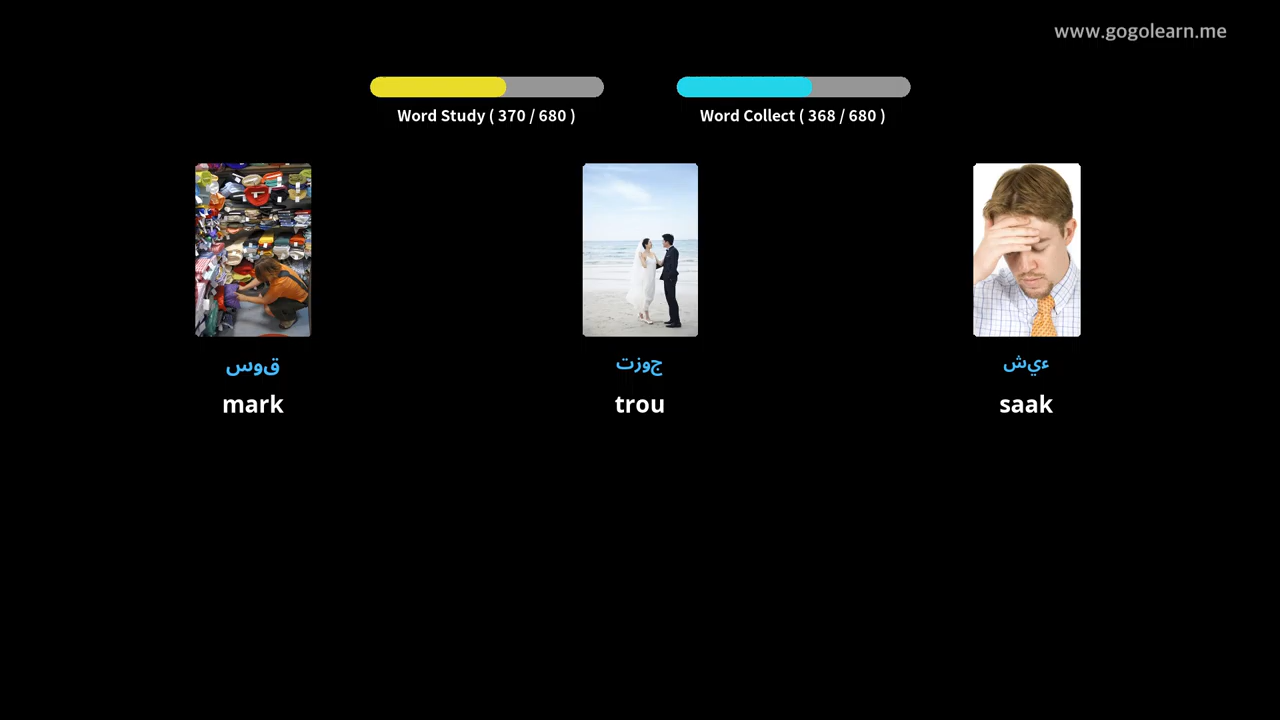 www.gogolearn.me
Word Study ( 370 / 680 )
Word Collect ( 368 / 680 )
قوس
جوزت
ءيش
mark
trou
saak